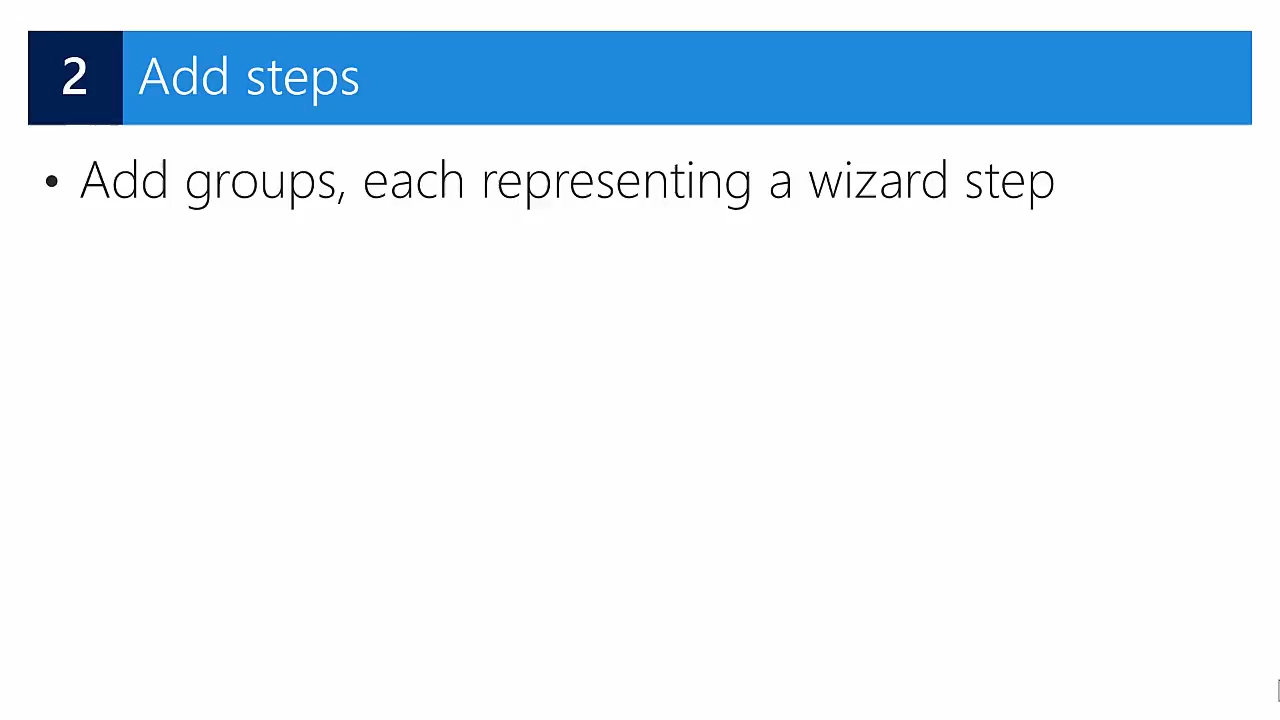 2 Add steps
• Add groups, each representing a wizard step